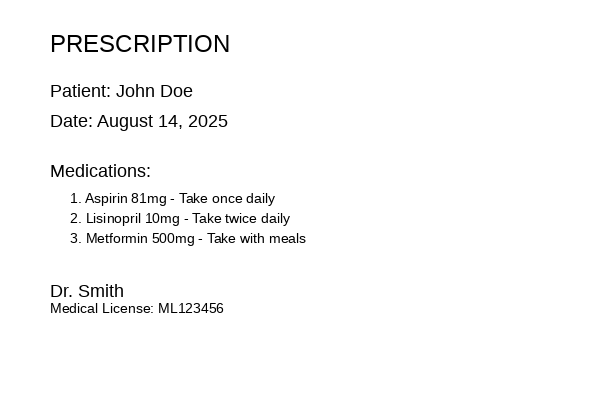 PRESCRIPTION
Patient: John Doe
Date: August 14, 2025
Medications:
1. Aspirin 81mg - Take once daily
2. Lisinopril 10mg - Take twice daily
3. Metformin 500mg - Take with meals
Dr. Smith
Medical License: ML123456